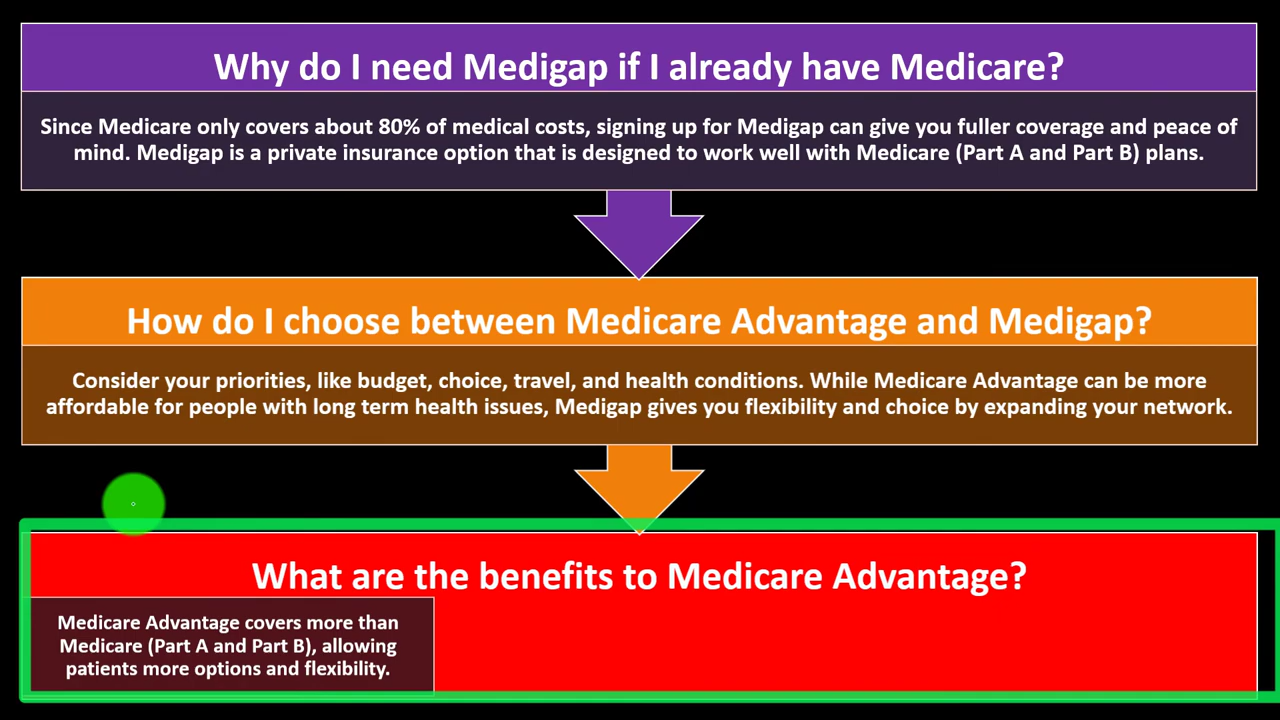 Why do I need Medigap if I already have Medicare?
Since Medicare only covers about 80% of medical costs, signing up for Medigap can give you fuller coverage and peace of
mind. Medigap is a private insurance option that is designed to work well with Medicare (Part A and Part B) plans.
How do I choose between Medicare Advantage and Medigap?
Consider your priorities, like budget, choice, travel, and health conditions. While Medicare Advantage can be more
affordable for people with long term health issues, Medigap gives you flexibility and choice by expanding your network.
What are the benefits to Medicare Advantage?
Medicare Advantage covers more than
Medicare (Part A and Part B), allowing
patients more options and flexibility.